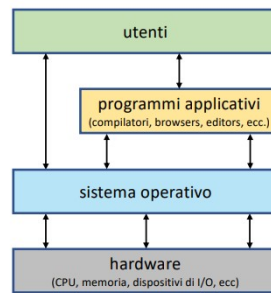 utenti
programmi applicativi
(compilatori, browsers, editors, ecc.)
sistema operativo
hardware
(CPU, memoria, dispositivi di I/O, ecc)